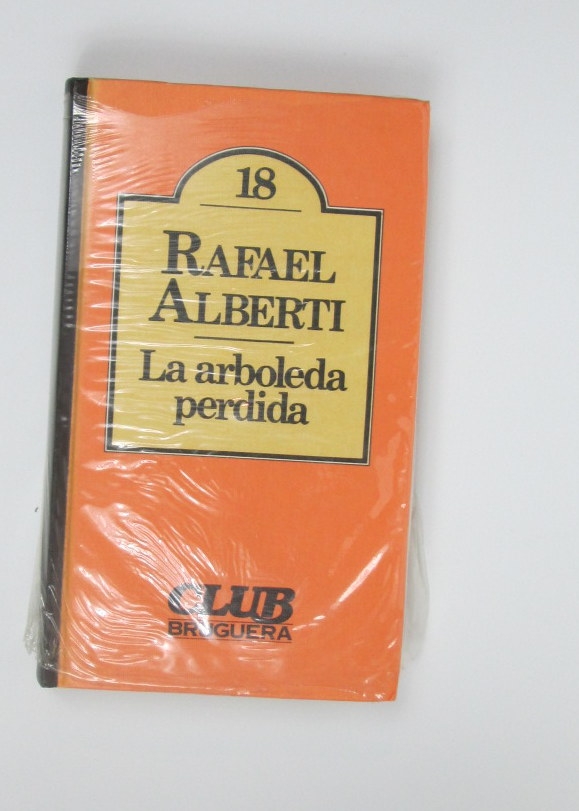 18
RAFAEL
ALBERTI
La arboleda
perdida
CLUB
BRUGUERA